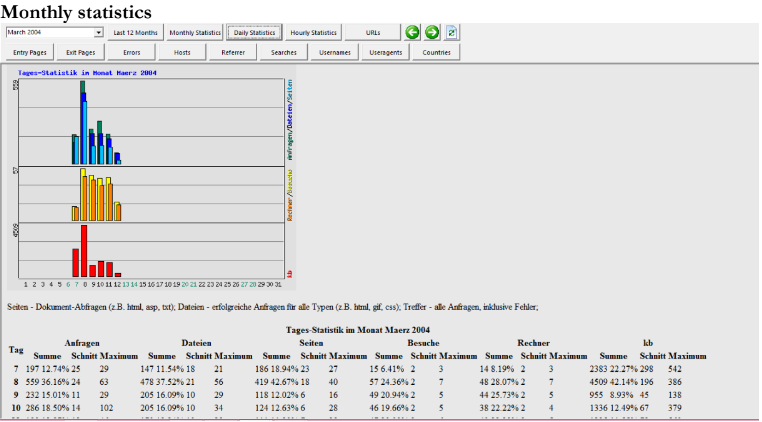 Monthly statistics
March 2004 Last 12 Months Monthly Statistics Daily Statistics Hourly Statistics URLs
Entry Pages Exit Pages Errors Hosts Referrer Searches Usernames Useragents Countries
Tages-Statistik im Monat Maerz 2004
559
Anfragen/Dateien/Seiten
57
Rechner/Besuche
4509
kb
1 2 3 4 5 6 7 8 9 10 11 12 13 14 15 16 17 18 19 20 21 22 23 24 25 26 27 28 29 30 31
Seiten - Dokument-Abfragen (z.B. html, asp, txt); Dateien - erfolgreiche Anfragen für alle Typen (z.B. html, gif, css); Treffer - alle Anfragen, inklusive Fehler;
Tages-Statistik im Monat Maerz 2004
Tag Anfragen Dateien Seiten Besuche Rechner kb
Summe Schnitt Maximum Summe Schnitt Maximum Summe Schnitt Maximum Summe Schnitt Maximum Summe Schnitt Maximum Summe Schnitt Maximum
7 197 12.74% 25 29 147 11.54% 18 21 186 18.94% 23 27 15 6.41% 2 3 14 8.19% 2 3 2383 22.27% 298 542
8 559 36.16% 24 63 478 37.52% 21 56 419 42.67% 18 40 57 24.36% 2 7 48 28.07% 2 7 4509 42.14% 196 386
9 232 15.01% 11 29 205 16.09% 10 29 118 12.02% 6 16 49 20.94% 2 5 44 25.73% 2 5 955 8.93% 45 138
10 286 18.50% 14 102 205 16.09% 10 34 124 12.63% 6 28 46 19.66% 2 5 38 22.22% 2 4 1336 12.49% 67 379